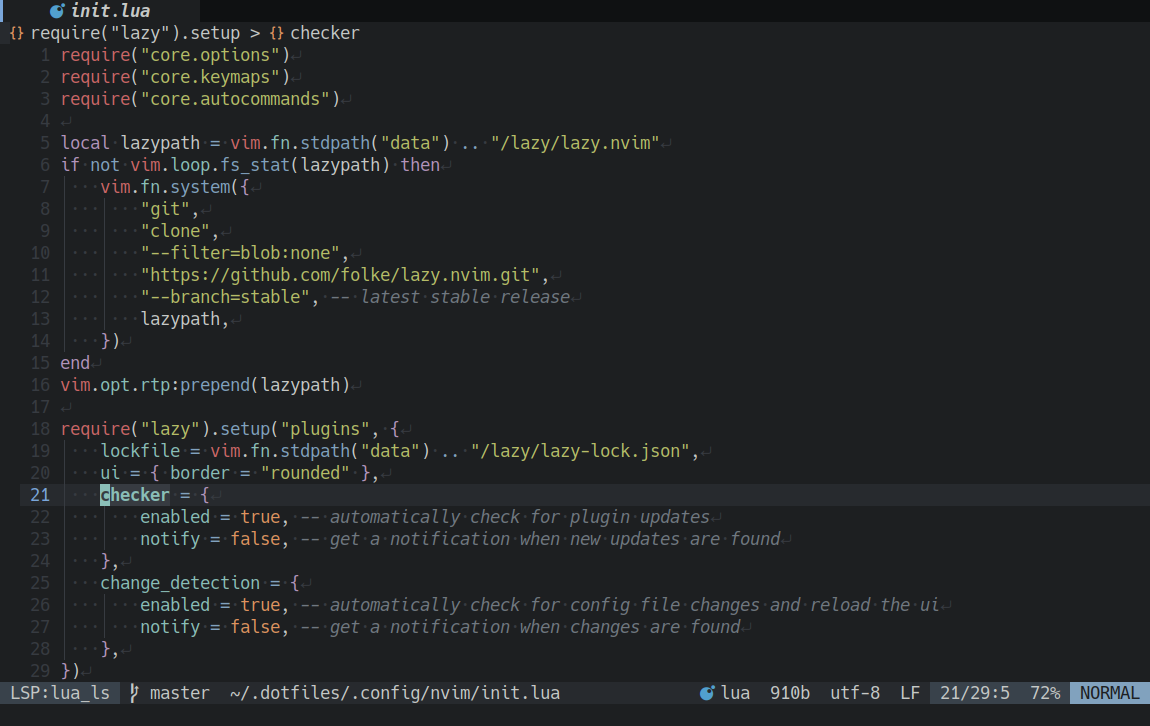 init.lua
{} require("lazy").setup > {} checker
1 require("core.options")↵
2 require("core.keymaps")↵
3 require("core.autocommands")↵
4 ↵
5 local·lazypath·=·vim.fn.stdpath("data")·..·"/lazy/lazy.nvim"↵
6 if·not·vim.loop.fs_stat(lazypath)·then↵
7 ····vim.fn.system({↵
8 ········"git",↵
9 ········"clone",↵
10 ········"--filter=blob:none",↵
11 ········"https://github.com/folke/lazy.nvim.git",↵
12 ········"--branch=stable",·--·latest·stable·release↵
13 ········lazypath,↵
14 ····})↵
15 end↵
16 vim.opt.rtp:prepend(lazypath)↵
17 ↵
18 require("lazy").setup("plugins",·{↵
19 ····lockfile·=·vim.fn.stdpath("data")·..·"/lazy/lazy-lock.json",↵
20 ····ui·=·{·border·=·"rounded"·},↵
21 ····checker·=·{↵
22 ········enabled·=·true,·--·automatically·check·for·plugin·updates↵
23 ········notify·=·false,·--·get·a·notification·when·new·updates·are·found↵
24 ····},↵
25 ····change_detection·=·{↵
26 ········enabled·=·true,·--·automatically·check·for·config·file·changes·and·reload·the·ui↵
27 ········notify·=·false,·--·get·a·notification·when·changes·are·found↵
28 ····},↵
29 })↵
LSP:lua_ls master ~/.dotfiles/.config/nvim/init.lua lua 910b utf-8 LF 21/29:5 72% NORMAL